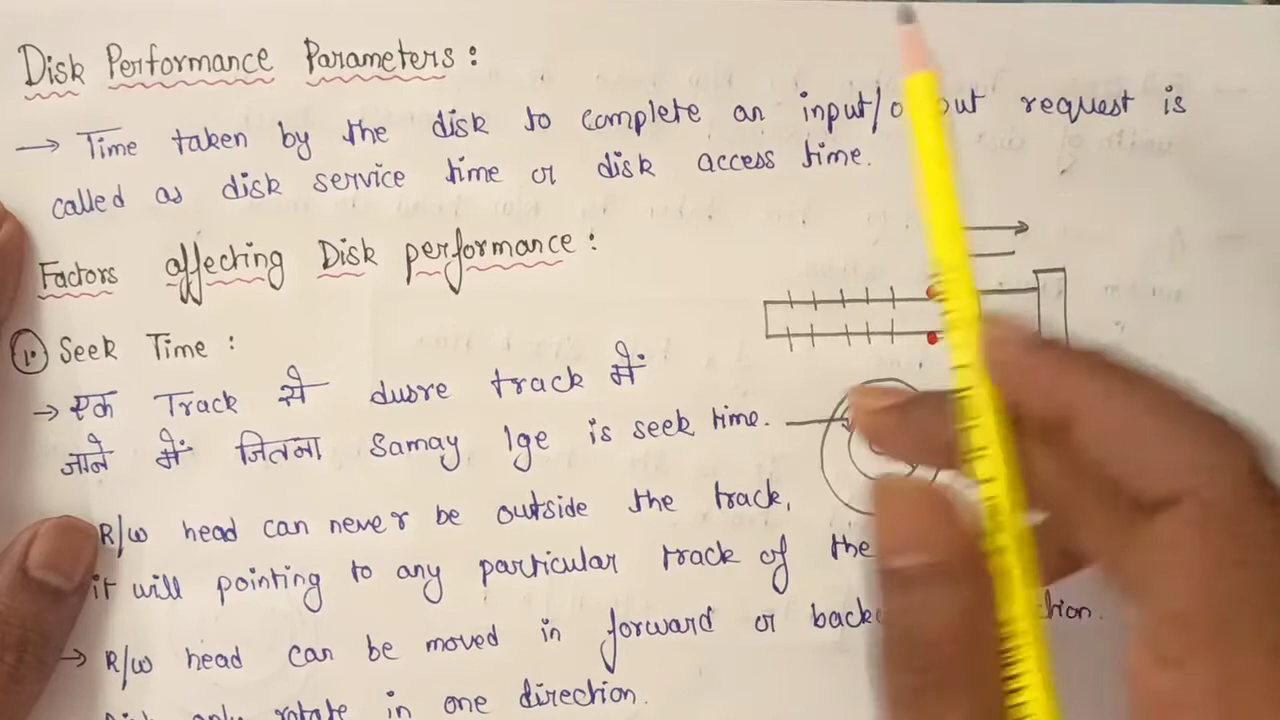 Disk Performance Parameters :
→ Time taken by the disk to complete an input/ request is
called as disk service time or disk access time.
Factors affecting Disk performance :
1. Seek Time :
→ एक Track से dusre track में
जाने में जितना samay lge is seek time.
R/w head can never be outside the track,
it will pointing to any particular track of the
→ R/w head can be moved in forward or
Disk only rotate in one direction.